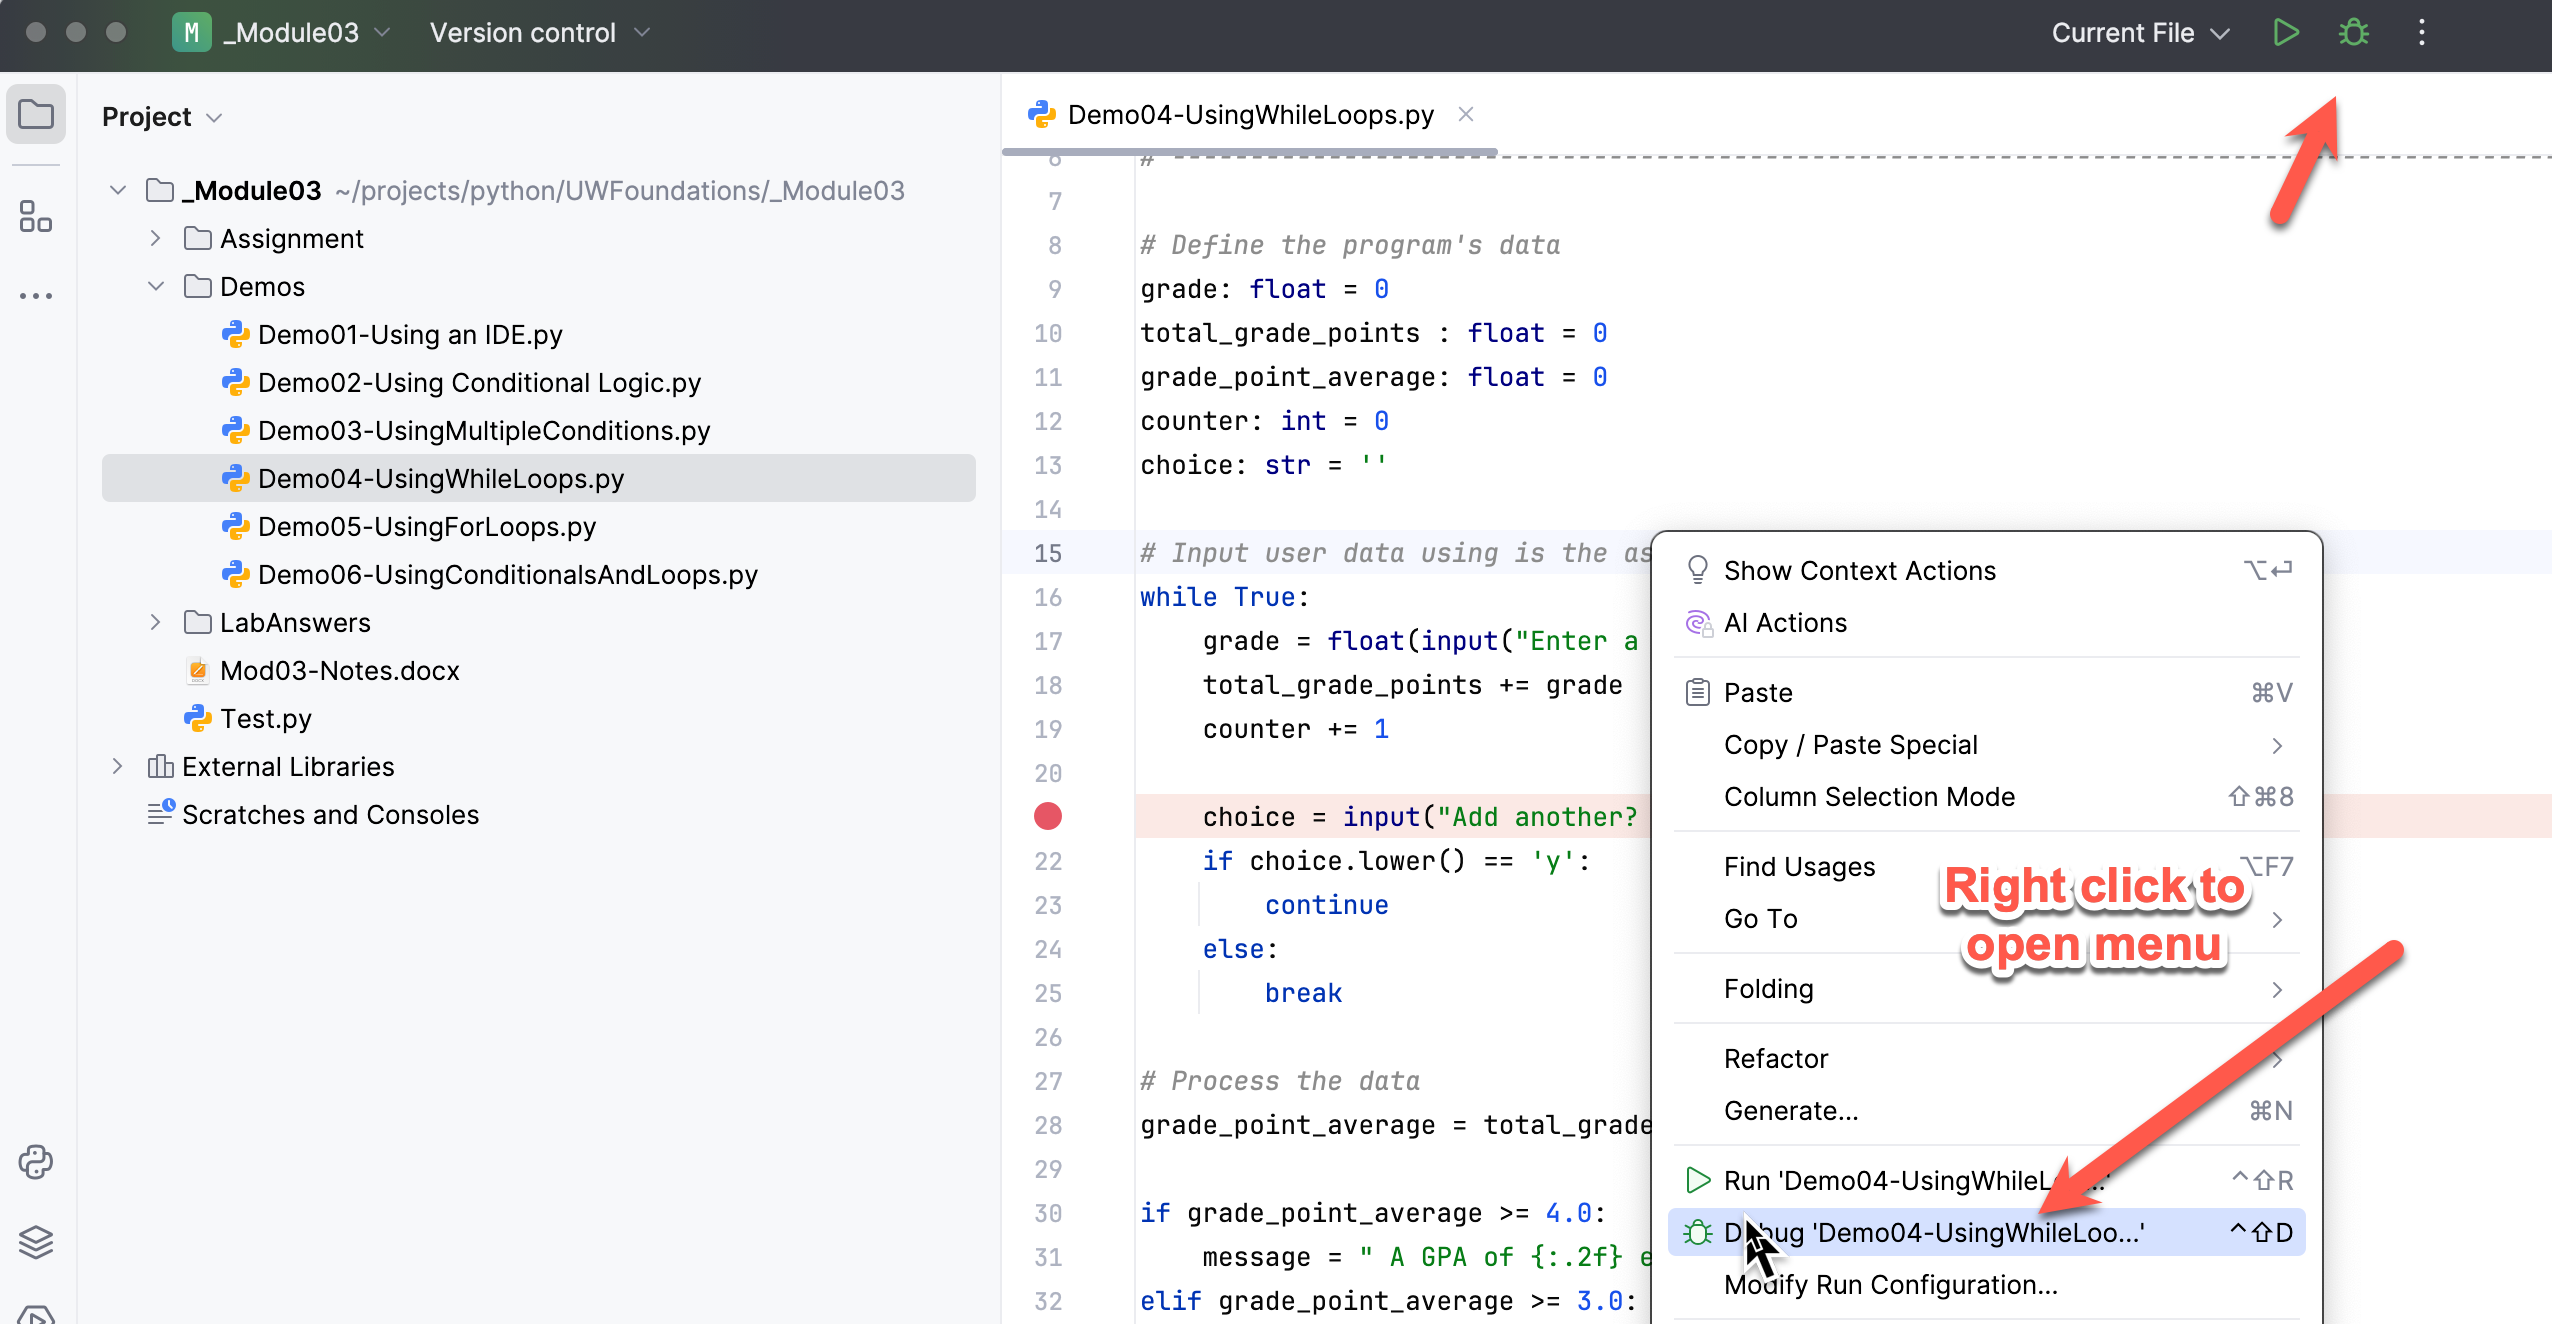 M _Module03 Version control Current File
Project
_Module03 ~/projects/python/UWFoundations/_Module03
Assignment
Demos
Demo01-Using an IDE.py
Demo02-Using Conditional Logic.py
Demo03-UsingMultipleConditions.py
Demo04-UsingWhileLoops.py
Demo05-UsingForLoops.py
Demo06-UsingConditionalsAndLoops.py
LabAnswers
Mod03-Notes.docx
Test.py
External Libraries
Scratches and Consoles
Demo04-UsingWhileLoops.py
6 # ----------------------------------------
7
8 # Define the program's data
9 grade: float = 0
10 total_grade_points : float = 0
11 grade_point_average: float = 0
12 counter: int = 0
13 choice: str = ''
14
15 # Input user data using is the as
16 while True:
17 grade = float(input("Enter a
18 total_grade_points += grade
19 counter += 1
20
choice = input("Add another?
22 if choice.lower() == 'y':
23 continue
24 else:
25 break
26
27 # Process the data
28 grade_point_average = total_grade
29
30 if grade_point_average >= 4.0:
31 message = " A GPA of {:.2f} e
32 elif grade_point_average >= 3.0:
Show Context Actions ⌥↩
AI Actions
Paste ⌘V
Copy / Paste Special
Column Selection Mode ⇧⌘8
Find Usages ⌥F7
Go To
Folding
Refactor
Generate... ⌘N
Run 'Demo04-UsingWhileL ..' ^⇧R
Debug 'Demo04-UsingWhileLoo...' ^⇧D
Modify Run Configuration...
Right click to
open menu